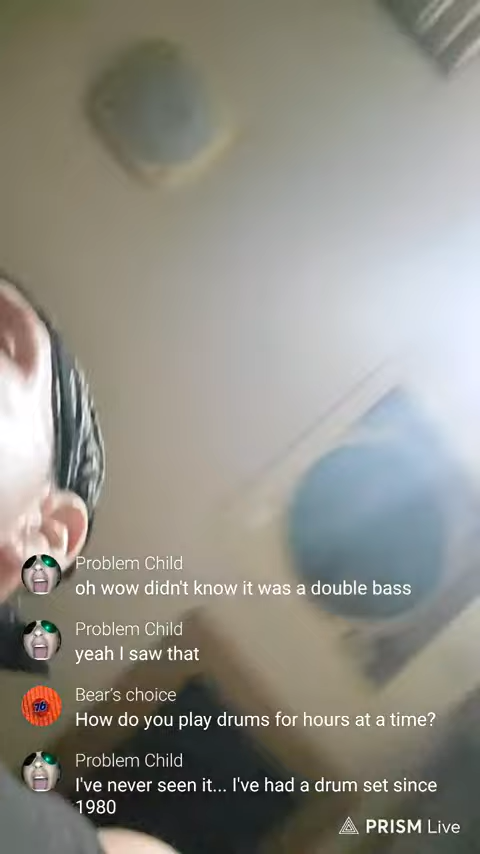 Problem Child
oh wow didn't know it was a double bass
Problem Child
yeah I saw that
Bear's choice
How do you play drums for hours at a time?
Problem Child
I've never seen it... I've had a drum set since
1980
PRISM Live
76